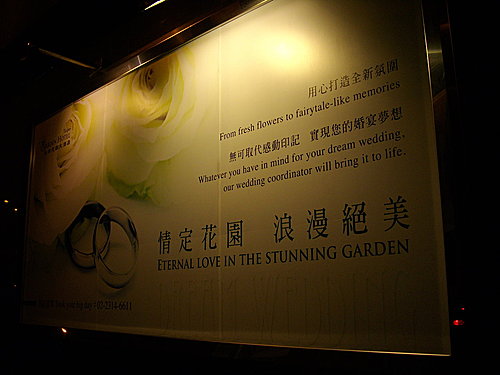 用心打造全新氛圍
From fresh flowers to fairytale-like memories
無可取代感動印記 實現您的婚宴夢想
Whatever you have in mind for your dream wedding,
our wedding coordinator will bring it to life.
情定花園 浪漫絕美
ETERNAL LOVE IN THE STUNNING GARDEN